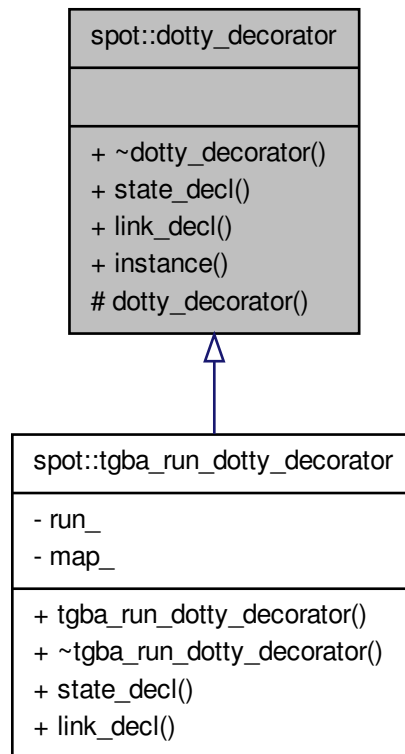 spot::dotty_decorator
+ ~dotty_decorator()
+ state_decl()
+ link_decl()
+ instance()
# dotty_decorator()
spot::tgba_run_dotty_decorator
- run_
- map_
+ tgba_run_dotty_decorator()
+ ~tgba_run_dotty_decorator()
+ state_decl()
+ link_decl()